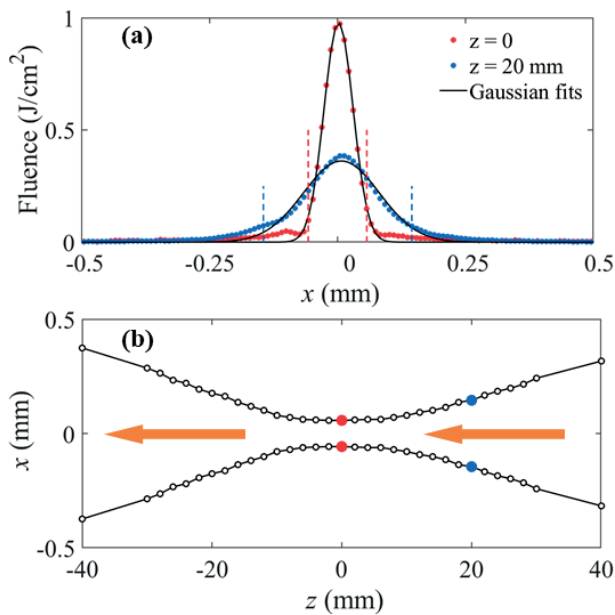 (a)
z = 0
z = 20 mm
Gaussian fits
Fluence (J/cm²)
1
0.5
0
-0.5
-0.25
0
0.25
0.5
x (mm)
(b)
x (mm)
0.5
0
-0.5
-40
-20
0
20
40
z (mm)